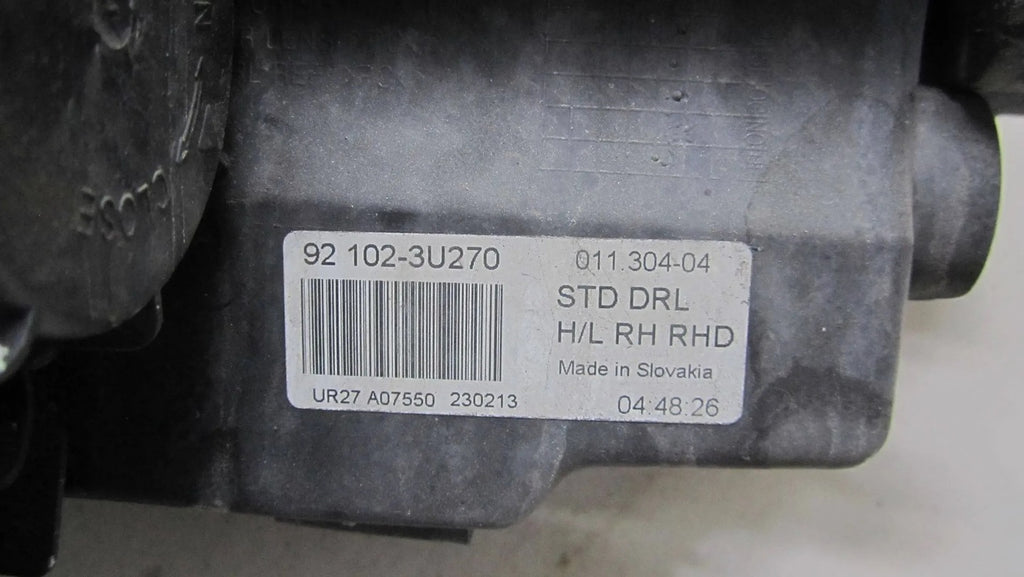 CLOSE
92 102-3U270
011.304-04
STD DRL
H/L RH RHD
Made in Slovakia
UR27 A07550 230213
04:48:26